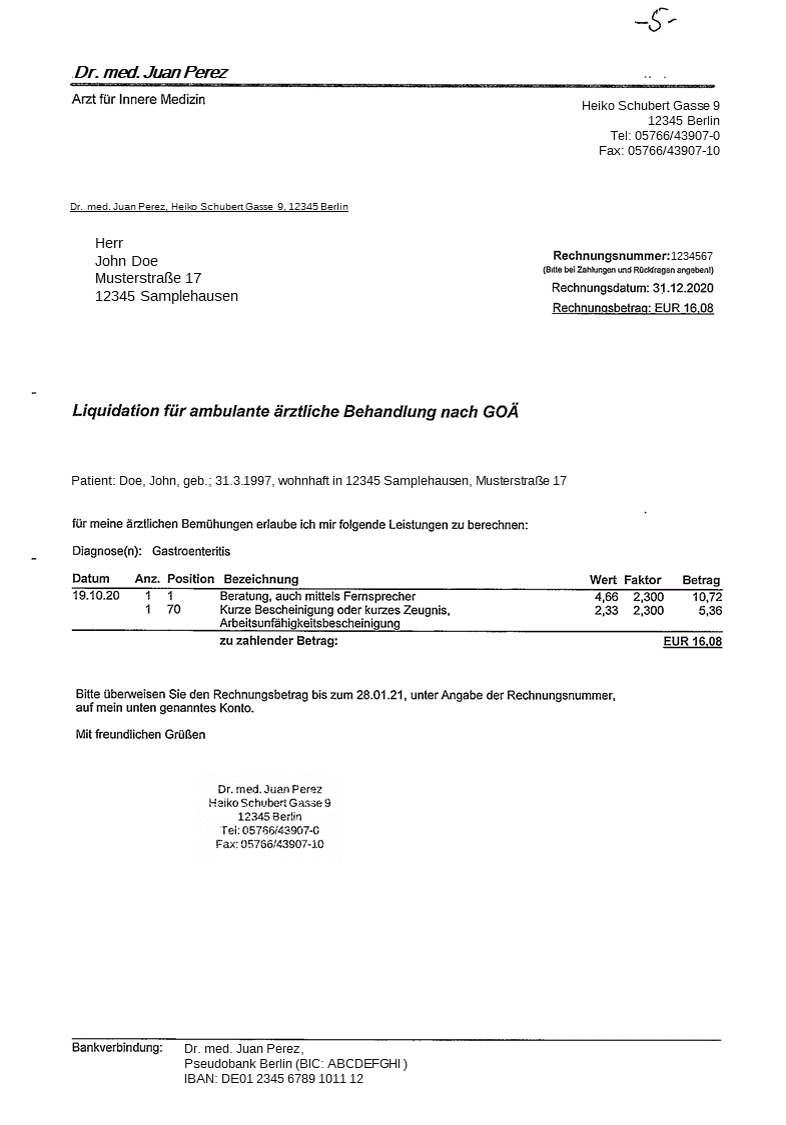 -5-
Dr. med. Juan Perez
Arzt für Innere Medizin
Heiko Schubert Gasse 9
12345 Berlin
Tel: 05766/43907-0
Fax: 05766/43907-10
Dr. med. Juan Perez, Heiko Schubert Gasse 9, 12345 Berlin
Herr
John Doe
Musterstraße 17
12345 Samplehausen
Rechnungsnummer:1234567
(Bitte bei Zahlungen und Rückfragen angeben!)
Rechnungsdatum: 31.12.2020
Rechnungsbetrag: EUR 16,08
Liquidation für ambulante ärztliche Behandlung nach GOÄ
Patient: Doe, John, geb.; 31.3.1997, wohnhaft in 12345 Samplehausen, Musterstraße 17
für meine ärztlichen Bemühungen erlaube ich mir folgende Leistungen zu berechnen:
Diagnose(n): Gastroenteritis
Datum Anz. Position Bezeichnung Wert Faktor Betrag
19.10.20 1 1 Beratung, auch mittels Fernsprecher 4,66 2,300 10,72
1 70 Kurze Bescheinigung oder kurzes Zeugnis, 2,33 2,300 5,36
Arbeitsunfähigkeitsbescheinigung
zu zahlender Betrag: EUR 16,08
Bitte überweisen Sie den Rechnungsbetrag bis zum 28.01.21, unter Angabe der Rechnungsnummer,
auf mein unten genanntes Konto.
Mit freundlichen Grüßen
Dr. med. Juan Perez
Heiko Schubert Gasse 9
12345 Berlin
Tel: 05766/43907-0
Fax: 05766/43907-10
Bankverbindung: Dr. med. Juan Perez,
Pseudobank Berlin (BIC: ABCDEFGHI )
IBAN: DE01 2345 6789 1011 12